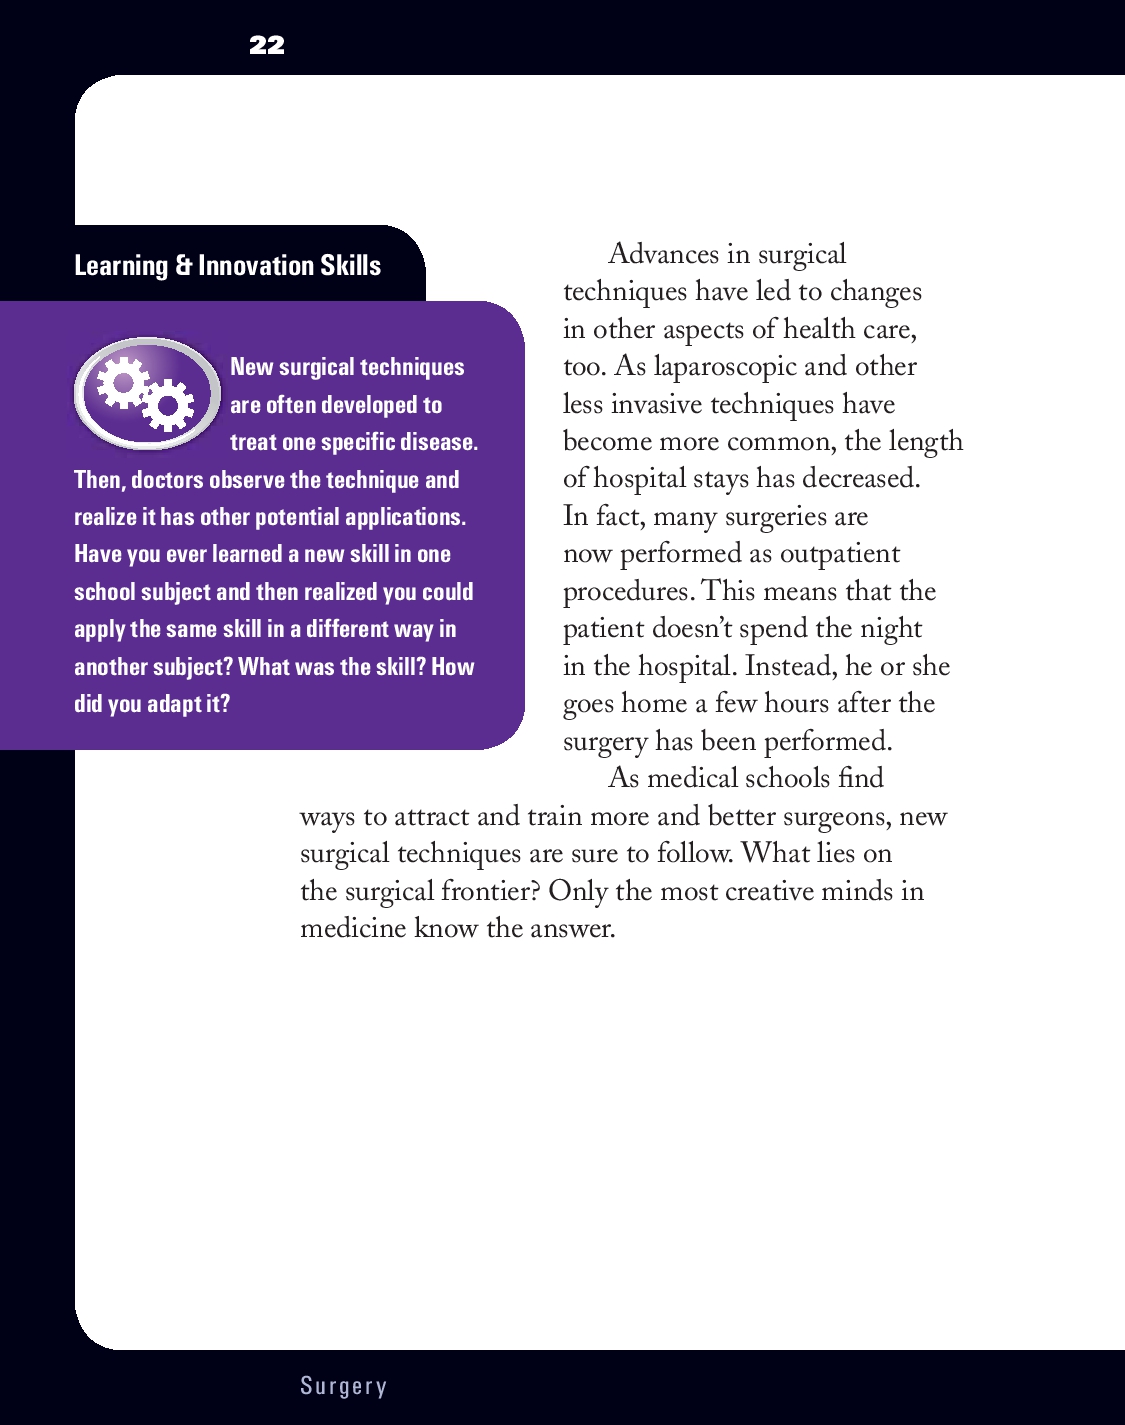 22
Learning & Innovation Skills
New surgical techniques
are often developed to
treat one specific disease.
Then, doctors observe the technique and
realize it has other potential applications.
Have you ever learned a new skill in one
school subject and then realized you could
apply the same skill in a different way in
another subject? What was the skill? How
did you adapt it?
Advances in surgical
techniques have led to changes
in other aspects of health care,
too. As laparoscopic and other
less invasive techniques have
become more common, the length
of hospital stays has decreased.
In fact, many surgeries are
now performed as outpatient
procedures. This means that the
patient doesn’t spend the night
in the hospital. Instead, he or she
goes home a few hours after the
surgery has been performed.
As medical schools find
ways to attract and train more and better surgeons, new
surgical techniques are sure to follow. What lies on
the surgical frontier? Only the most creative minds in
medicine know the answer.
Surgery